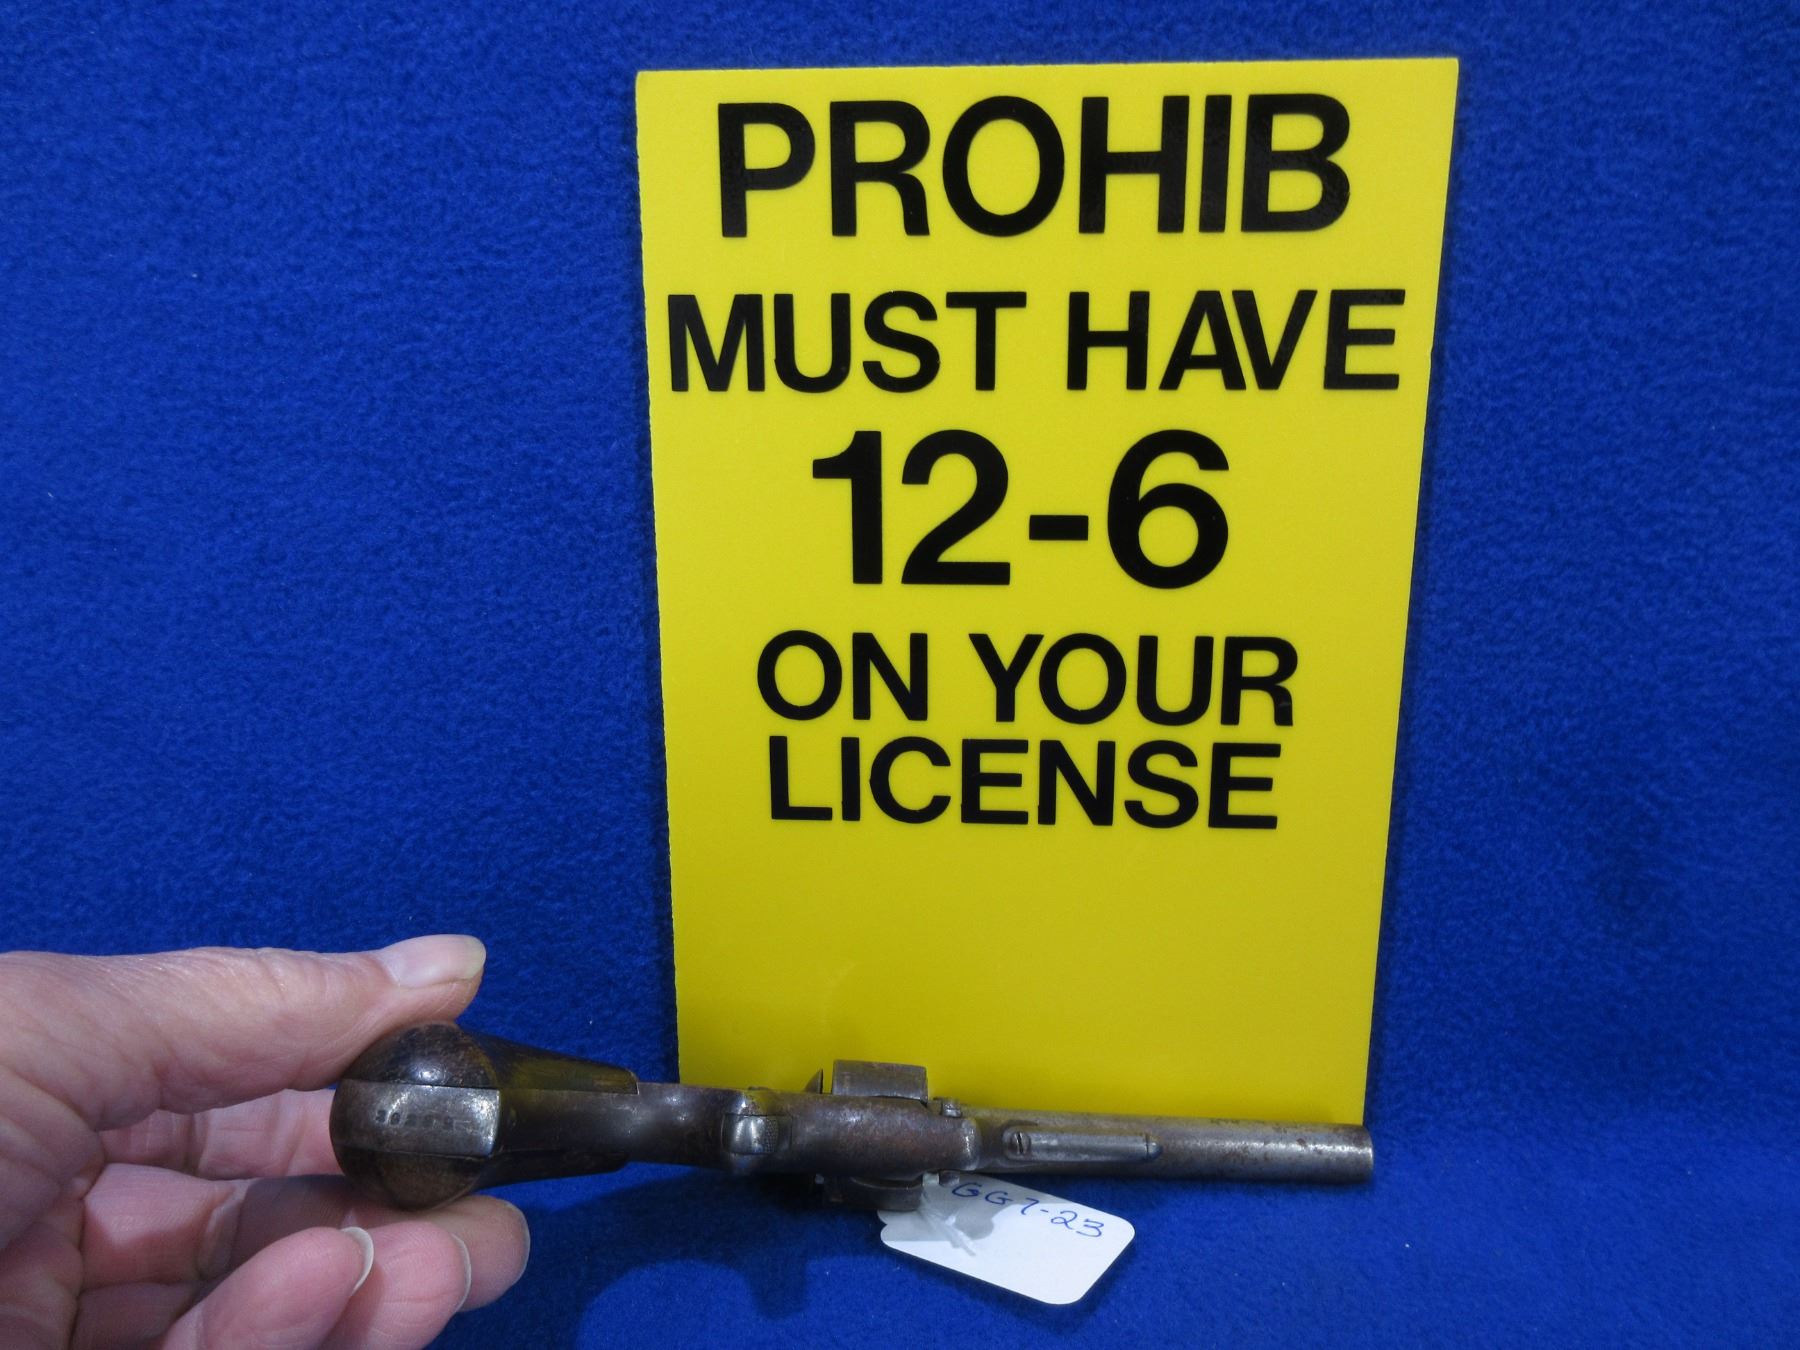 PROHIB
MUST HAVE
12-6
ON YOUR
LICENSE
GG7-23